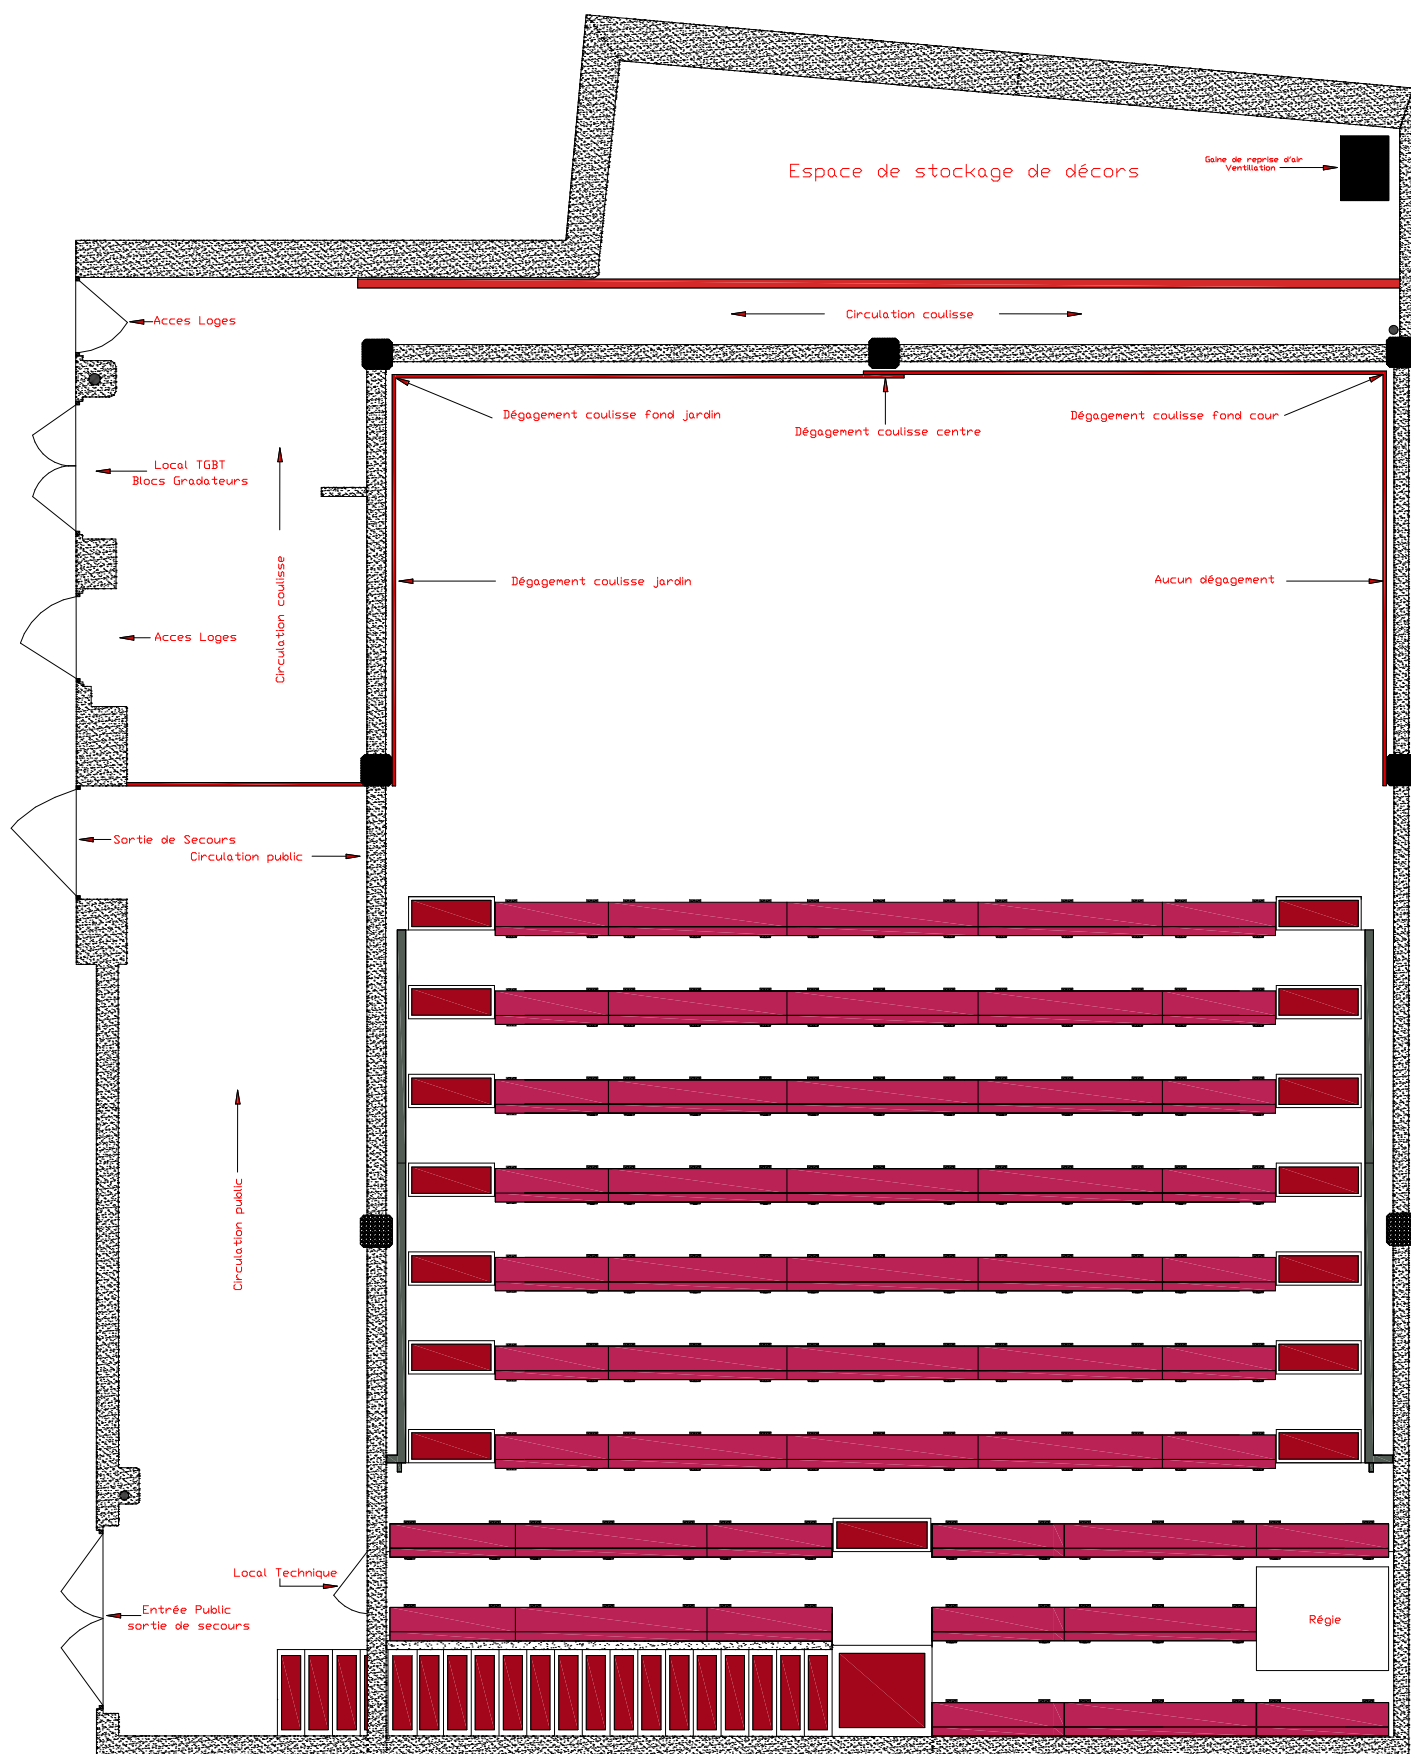 Gaine de reprise d'air
Ventillation
Espace de stockage de décors
Circulation coulisse
Acces Loges
Dégagement coulisse fond jardin
Dégagement coulisse centre
Dégagement coulisse fond cour
Local TGBT
Blocs Gradateurs
Circulation coulisse
Dégagement coulisse jardin
Aucun dégagement
Acces Loges
Sortie de Secours
Circulation public
Circulation public
Local Technique
Entrée Public
sortie de secours
Régie